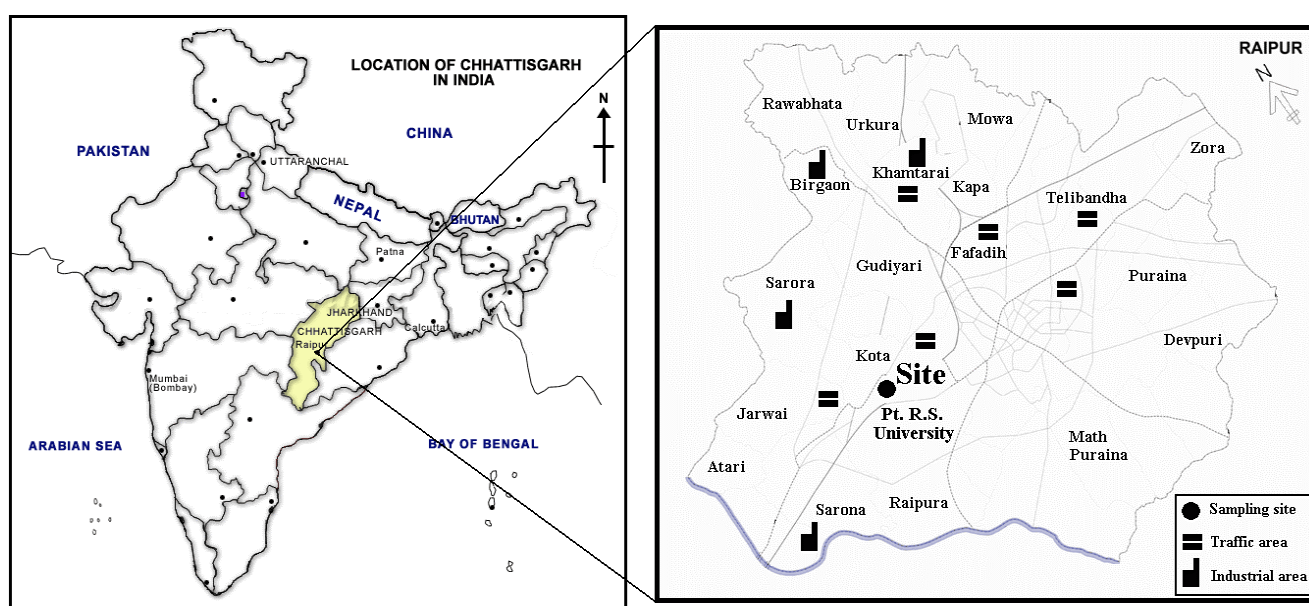 LOCATION OF CHHATTISGARH
IN INDIA
N
CHINA
PAKISTAN
UTTARANCHAL
NEPAL
BHUTAN
Patna
JHARKHAND
CHHATTISGARH
Calcutta
Raipur
Mumbai
(Bombay)
ARABIAN SEA
BAY OF BENGAL
RAIPUR
N
Rawabhata
Urkura
Mowa
Zora
Birgaon
Khamtarai
Kapa
Telibandha
Fafadih
Gudiyari
Puraina
Sarora
Devpuri
Kota
Site
Jarwai
Pt. R.S.
University
Math
Puraina
Atari
Raipura
Sarona
Sampling site
Traffic area
Industrial area